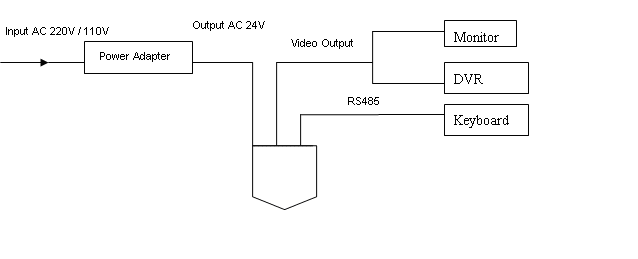 Input AC 220V / 110V
Output AC 24V
Power Adapter
Video Output
Monitor
DVR
RS485
Keyboard